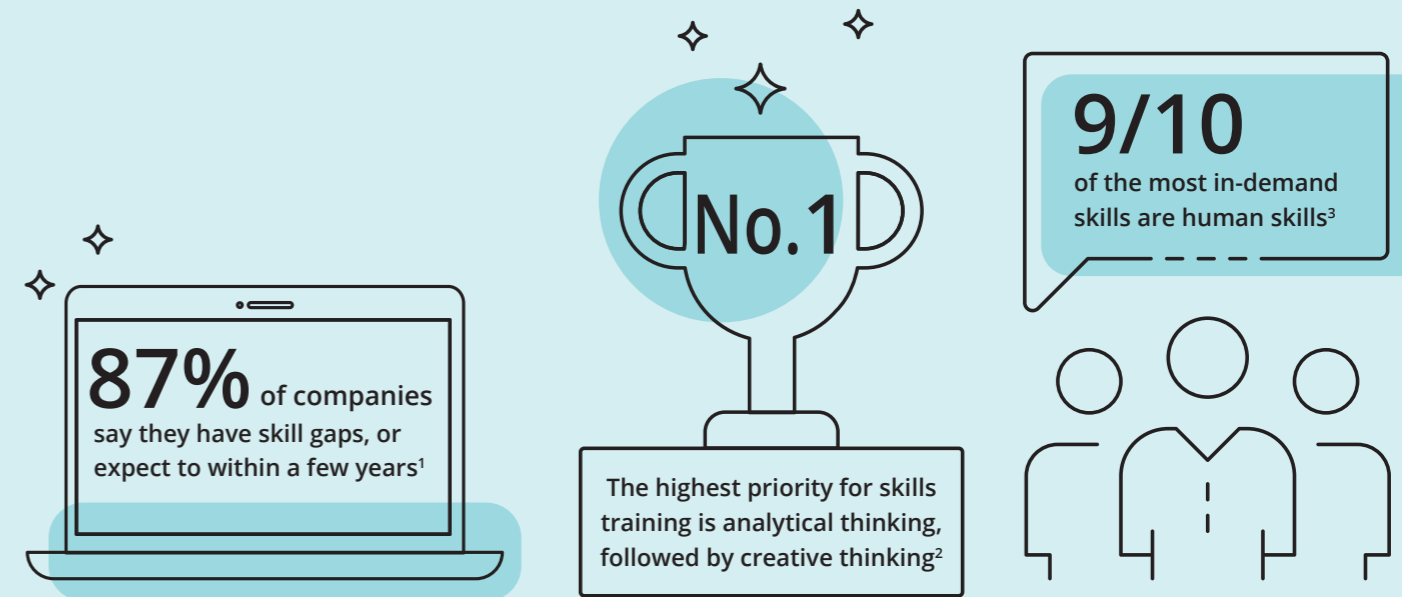 87% of companies
say they have skill gaps, or
expect to within a few years¹
No.1
The highest priority for skills
training is analytical thinking,
followed by creative thinking²
9/10
of the most in-demand
skills are human skills³